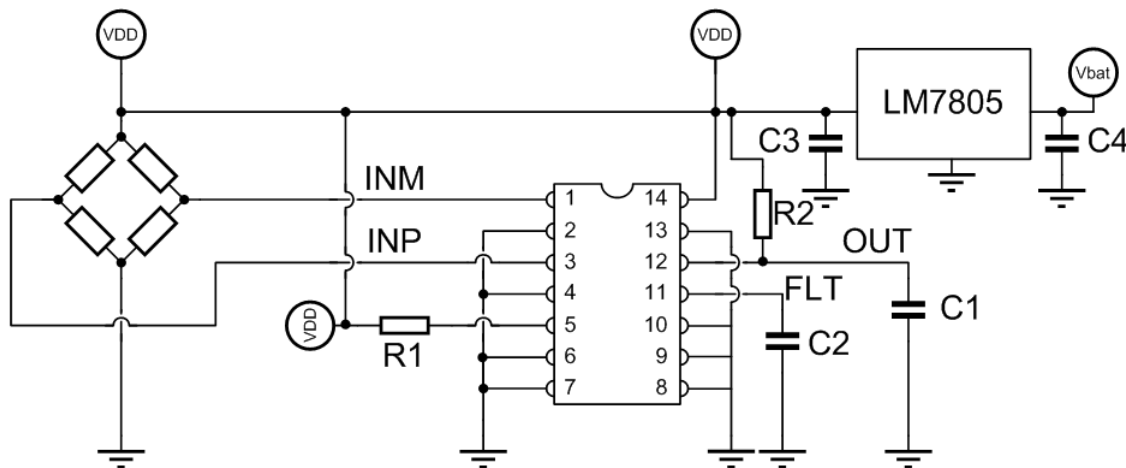 VDD
VDD
Vbat
LM7805
C3
C4
INM
1
14
R2
2
13
INP
3
12
OUT
4
11
FLT
VDD
R1
5
10
C2
C1
6
9
7
8